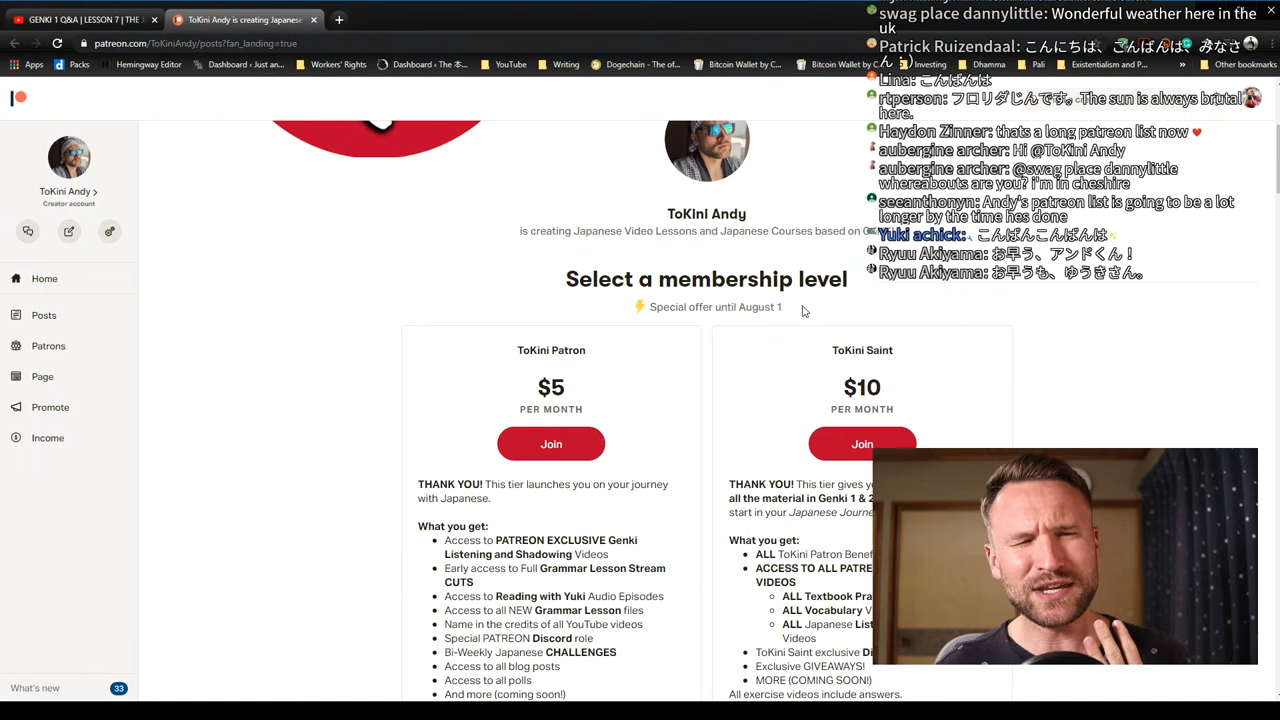 GENKI 1 Q&A | LESSON 7 | THE
ToKini Andy is creating Japanese
patreon.com/ToKiniAndy/posts?fan_landing=true
Apps
Packs
Hemingway Editor
Dashboard ‹ Just a...
Workers' Rights
Dashboard ‹ The 本...
YouTube
Writing
Dogechain - The of...
Bitcoin Wallet by C...
Bitcoin Wallet by
Investing
Dhamma
Pali
Existentialism and P...
»
Other bookmarks
swag place dannylittle: Wonderful weather here in the
uk
Patrick Ruizendaal: こんにちは、こんばんは、みなさ
ん ; )
Lina: こんばんは
rtperson: フロリダじんです。The sun is always brutal
here.
Haydon Zinner: thats a long patreon list now
aubergine archer: Hi @ToKini Andy
aubergine archer: @swag place dannylittle
whereabouts are you? i'm in cheshire
seeanthonyn: Andy's patreon list is going to be a lot
longer by the time hes done
Yuki achick: こんばんこんばんは
Ryuu Akiyama: お早う、アンドくん！
Ryuu Akiyama: お早うも、ゆうきさん。
ToKini Andy
Creator account
Home
Posts
Patrons
Page
Promote
Income
What's new
33
ToKini Andy
is creating Japanese Video Lessons and Japanese Courses based on
Select a membership level
Special offer until August 1
ToKini Patron
$5
PER MONTH
Join
THANK YOU! This tier launches you on your journey
with Japanese.
What you get:
• Access to PATREON EXCLUSIVE Genki
Listening and Shadowing Videos
• Early access to Full Grammar Lesson Stream
CUTS
• Access to Reading with Yuki Audio Episodes
• Access to all NEW Grammar Lesson files
• Name in the credits of all YouTube videos
• Special PATREON Discord role
• Bi-Weekly Japanese CHALLENGES
• Access to all blog posts
• Access to all polls
• And more (coming soon!)
ToKini Saint
$10
PER MONTH
Join
THANK YOU! This tier gives
all the material in Genki 1 & 2
start in your Japanese Journ
What you get:
• ALL ToKini Patron Benef
• ACCESS TO ALL PATR
VIDEOS
ALL Textbook Pra
ALL Vocabulary V
ALL Japanese Lis
Videos
• ToKini Saint exclusive Di
• Exclusive GIVEAWAYS!
• MORE (COMING SOON!)
All exercise videos include answers.